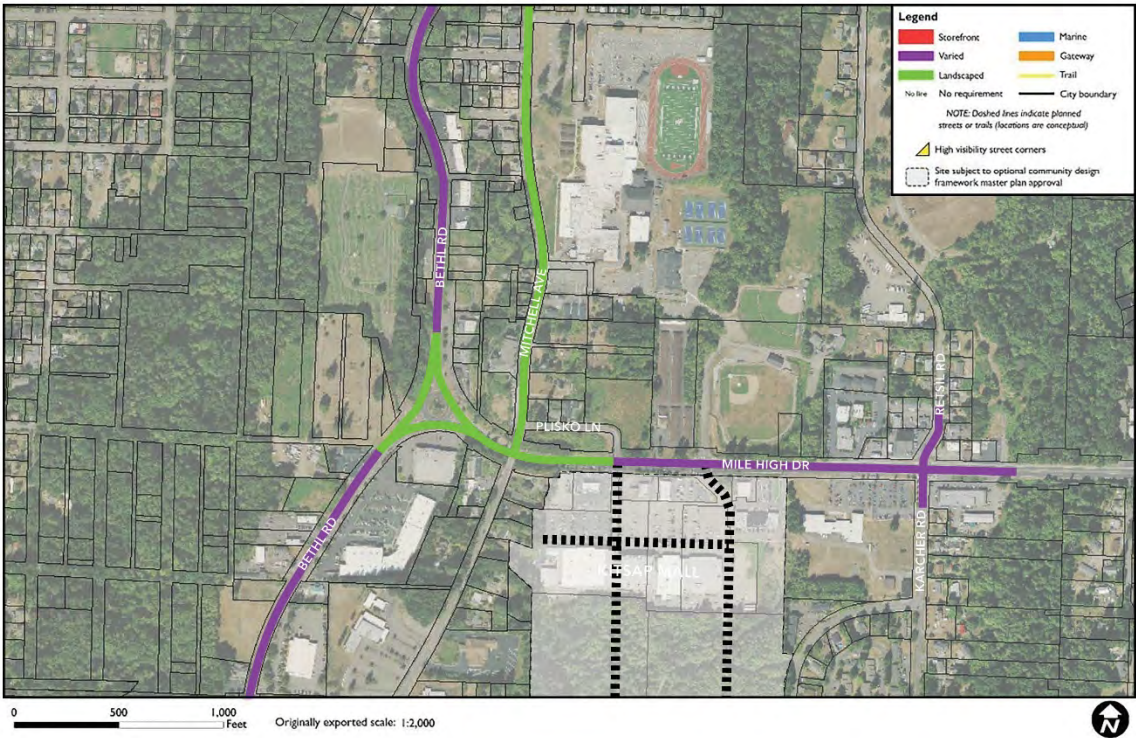 Legend
Storefront
Marine
Varied
Gateway
Landscaped
Trail
No line
No requirement
City boundary
NOTE: Dashed lines indicate planned
streets or trails (locations are conceptual)
High visibility street corners
Site subject to optional community design
framework master plan approval
BETHL RD
MITCHELL AVE
RETSIL RD
PLISKO LN
MILE HIGH DR
BETHL RD
KARCHER RD
KITSAP MALL
0
500
1,000
Feet
Originally exported scale: 1:2,000
N